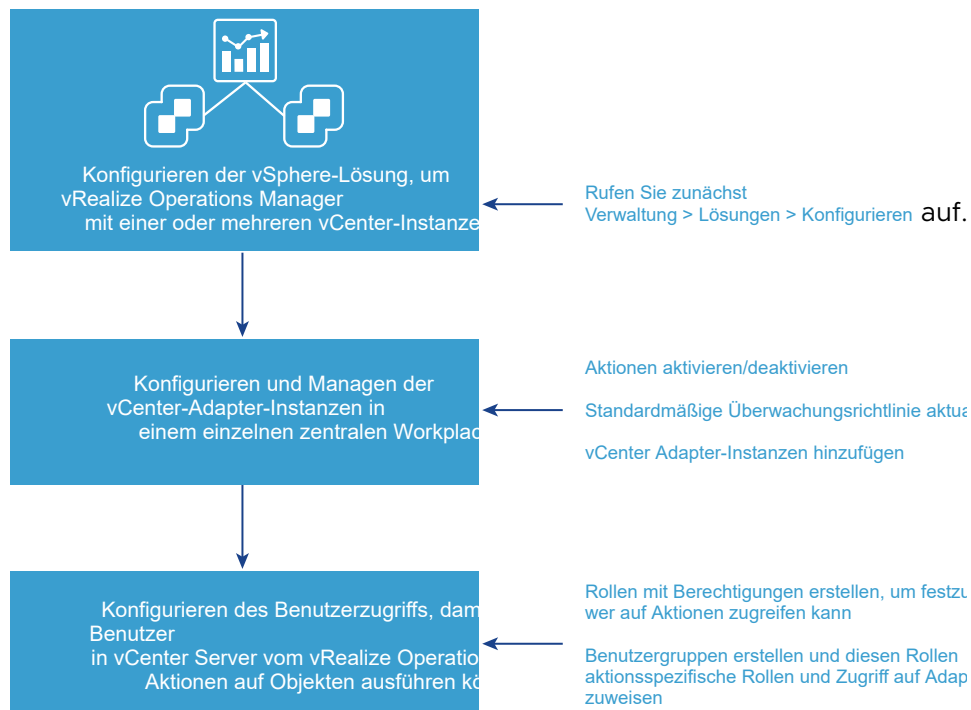 Konfigurieren der vSphere-Lösung, um
vRealize Operations Manager
mit einer oder mehreren vCenter-Instanze
Rufen Sie zunächst
Verwaltung > Lösungen > Konfigurieren auf.
Konfigurieren und Managen der
vCenter-Adapter-Instanzen in
einem einzelnen zentralen Workplac
Aktionen aktivieren/deaktivieren
Standardmäßige Überwachungsrichtlinie aktua
vCenter Adapter-Instanzen hinzufügen
Konfigurieren des Benutzerzugriffs, dam
Benutzer
in vCenter Server vom vRealize Operatio
Aktionen auf Objekten ausführen kö
Rollen mit Berechtigungen erstellen, um festzu
wer auf Aktionen zugreifen kann
Benutzergruppen erstellen und diesen Rollen
aktionsspezifische Rollen und Zugriff auf Adap
zuweisen